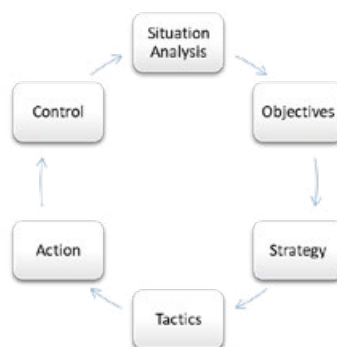 Situation
Analysis
Objectives
Strategy
Tactics
Action
Control